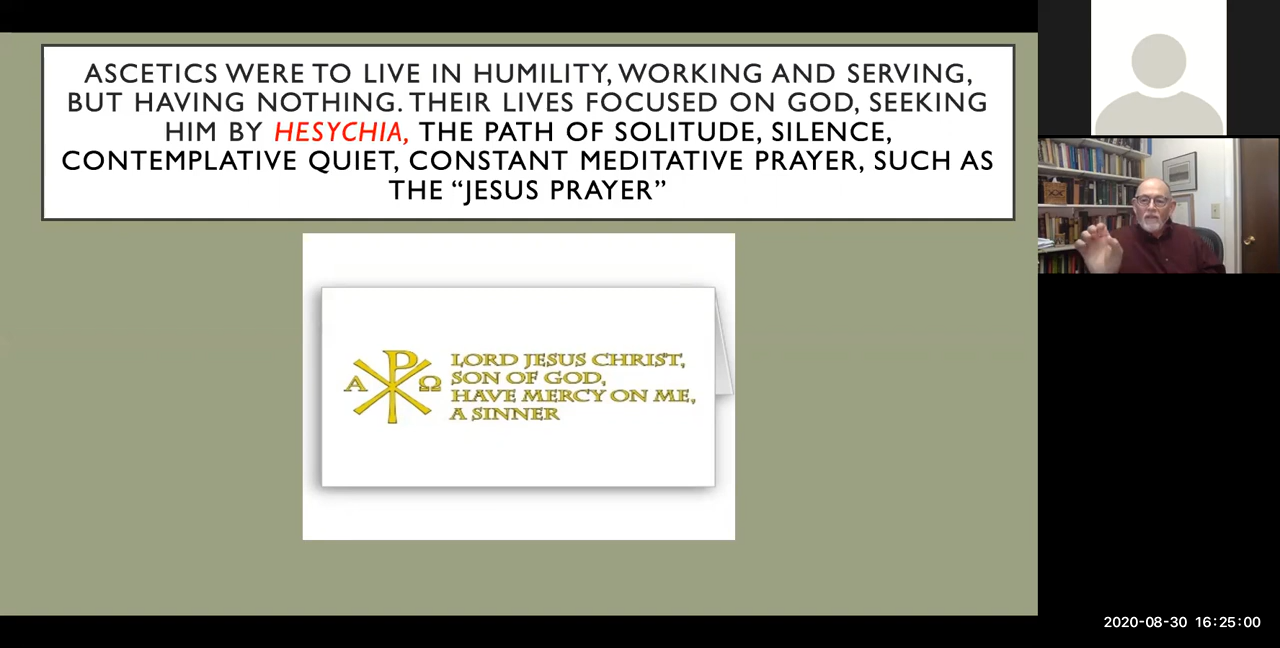 ASCETICS WERE TO LIVE IN HUMILITY, WORKING AND SERVING,
BUT HAVING NOTHING. THEIR LIVES FOCUSED ON GOD, SEEKING
HIM BY HESYCHIA, THE PATH OF SOLITUDE, SILENCE,
CONTEMPLATIVE QUIET, CONSTANT MEDITATIVE PRAYER, SUCH AS
THE “JESUS PRAYER”
Α Ω
LORD JESUS CHRIST,
SON OF GOD,
HAVE MERCY ON ME,
A SINNER
2020-08-30 16:25:00